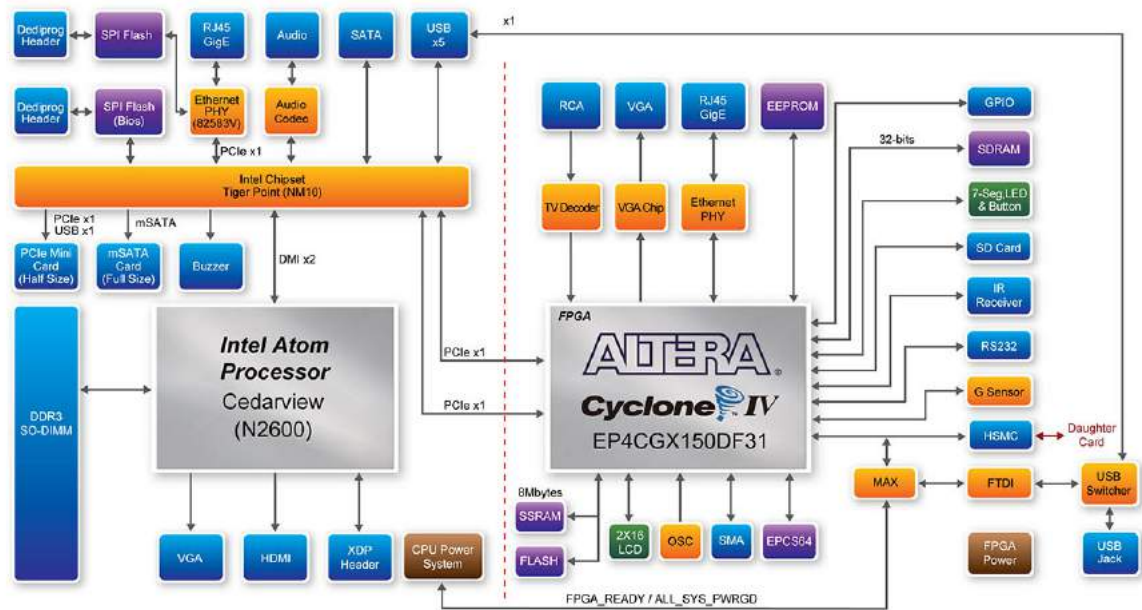 Dediprog
Header
SPI Flash
RJ45
GigE
Audio
SATA
USB
x5
x1
Dediprog
Header
SPI Flash
(Bios)
Ethernet
PHY
(82583V)
Audio
Codec
PCIe x1
Intel Chipset
Tiger Point (NM10)
PCIe x1
USB x1
mSATA
PCIe Mini
Card
(Half Size)
mSATA
Card
(Full Size)
Buzzer
DMI x2
Intel Atom
Processor
Cedarview
(N2600)
DDR3
SO-DIMM
VGA
HDMI
XDP
Header
CPU Power
System
PCIe x1
PCIe x1
RCA
VGA
RJ45
GigE
EEPROM
TV Decoder
VGA Chip
Ethernet
PHY
FPGA
ALTERA®
Cyclone™ IV
EP4CGX150DF31
32-bits
GPIO
SDRAM
7-Seg,LED
& Button
SD Card
IR
Receiver
RS232
G Sensor
HSMC
Daughter
Card
MAX
FTDI
USB
Switcher
8Mbytes
SSRAM
FLASH
2X16
LCD
OSC
SMA
EPCS64
FPGA
Power
USB
Jack
FPGA_READY / ALL_SYS_PWRGD